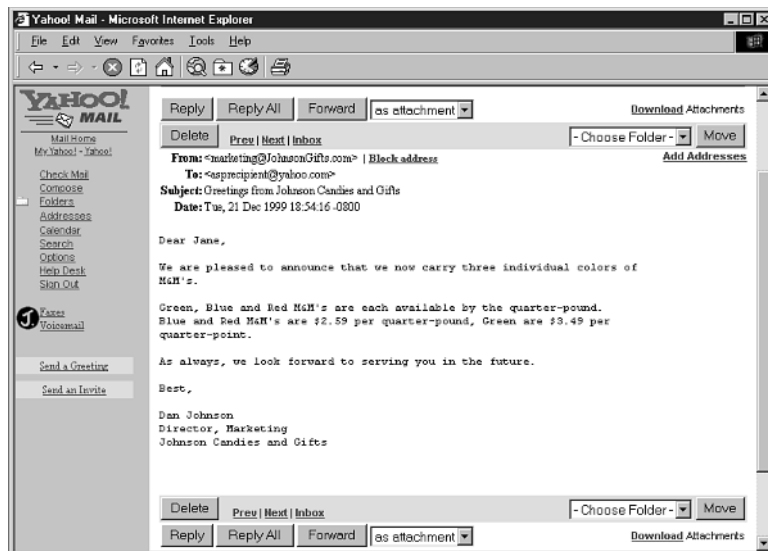 Yahoo! Mail - Microsoft Internet Explorer
File Edit View Favorites Tools Help
YAHOO! MAIL
Mail Home
My Yahoo! - Yahoo!
Check Mail
Compose
Folders
Addresses
Calendar
Search
Options
Help Desk
Sign Out
J.
Faxes
Voicemail
Send a Greeting
Send an Invite
Reply Reply All Forward as attachment Download Attachments
Delete Prev | Next | Inbox - Choose Folder - Move
From: <marketing@JohnsonGifts.com> | Block address Add Addresses
To: <asprecipient@yahoo.com>
Subject: Greetings from Johnson Candies and Gifts
Date: Tue, 21 Dec 1999 18:54:16 -0800
Dear Jane,
We are pleased to announce that we now carry three individual colors of
M&M's.
Green, Blue and Red M&M's are each available by the quarter-pound.
Blue and Red M&M's are $2.59 per quarter-pound, Green are $3.49 per
quarter-point.
As always, we look forward to serving you in the future.
Best,
Dan Johnson
Director, Marketing
Johnson Candies and Gifts
Delete Prev | Next | Inbox - Choose Folder - Move
Reply Reply All Forward as attachment Download Attachments